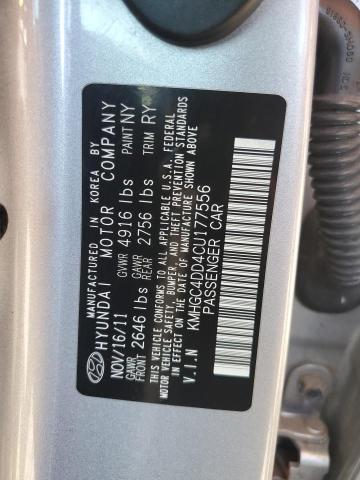 MANUFACTURED IN KOREA BY
HYUNDAI MOTOR COMPANY
NOV/16/11 GVWR 4916 lbs PAINT NY
GAWR FRONT 2646 lbs GAWR REAR 2756 lbs TRIM RY
THIS VEHICLE CONFORMS TO ALL APPLICABLE U.S.A. FEDERAL
MOTOR VEHICLE SAFETY, BUMPER, AND THEFT PREVENTION STANDARDS
IN EFFECT ON THE DATE OF MANUFACTURE SHOWN ABOVE
V.I.N KMHGC4DD4CU177556
PASSENGER CAR